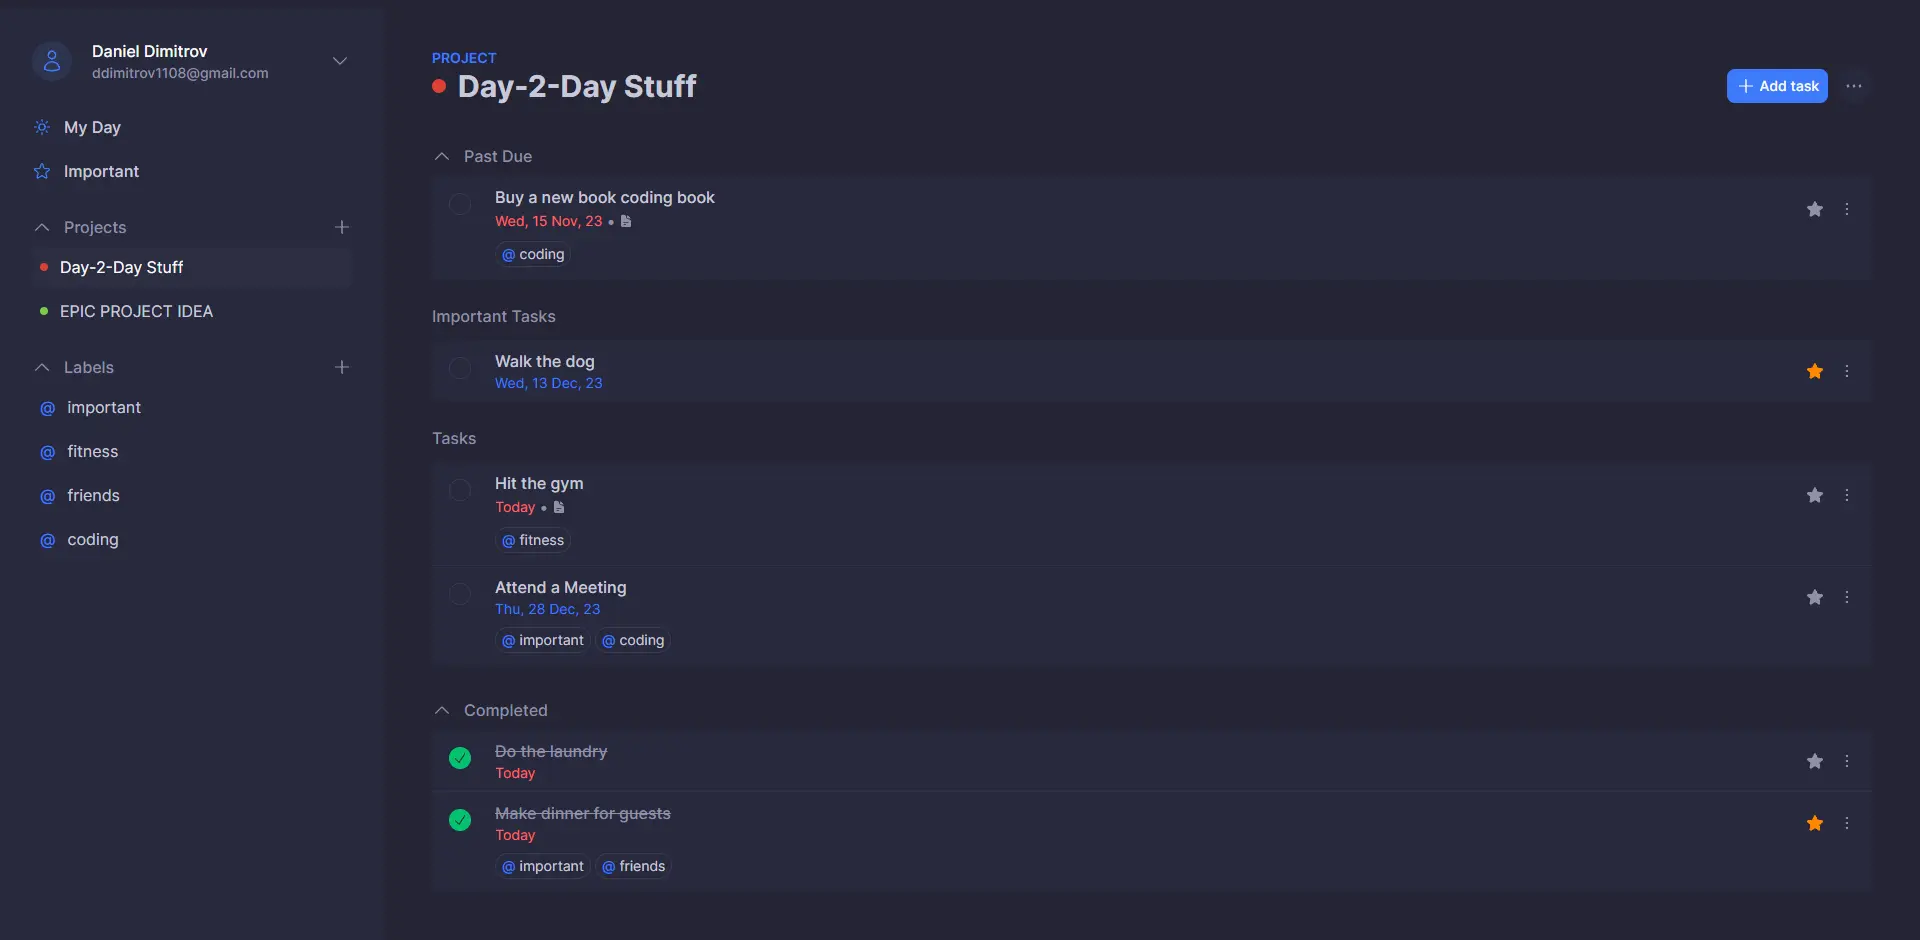 Daniel Dimitrov
ddimitrov1108@gmail.com
My Day
Important
Projects
Day-2-Day Stuff
EPIC PROJECT IDEA
Labels
@ important
@ fitness
@ friends
@ coding
PROJECT
Day-2-Day Stuff
Add task
Past Due
Buy a new book coding book
Wed, 15 Nov, 23 •
@ coding
Important Tasks
Walk the dog
Wed, 13 Dec, 23
Tasks
Hit the gym
Today •
@ fitness
Attend a Meeting
Thu, 28 Dec, 23
@ important @ coding
Completed
Do the laundry
Today
Make dinner for guests
Today
@ important @ friends